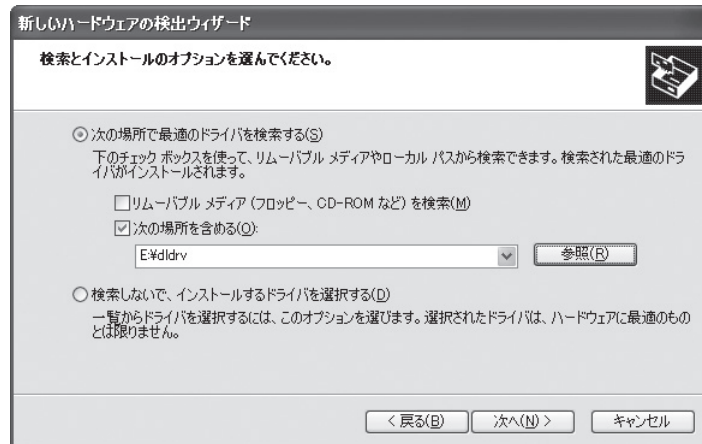 新しいハードウェアの検出ウィザード
検索とインストールのオプションを選んでください。
次の場所で最適のドライバを検索する(S)
下のチェック ボックスを使って、リムーバブル メディアやローカル パスから検索できます。検索された最適のドラ
イバがインストールされます。
リムーバブル メディア (フロッピー、CD-ROM など) を検索(M)
次の場所を含める(O):
E:¥dldrv
参照(R)
検索しないで、インストールするドライバを選択する(D)
一覧からドライバを選択するには、このオプションを選びます。選択されたドライバは、ハードウェアに最適のもの
とは限りません。
< 戻る(B)
次へ(N) >
キャンセル